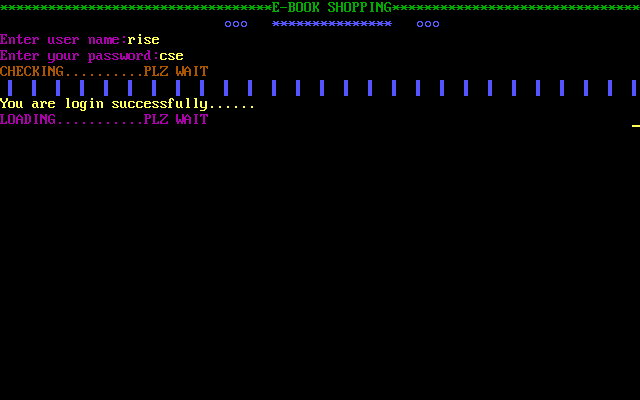 **********************************E-BOOK SHOPPING*******************************
ooo   ***************   ooo
Enter user name:rise
Enter your password:cse
CHECKING..........PLZ WAIT
You are login successfully......
LOADING...........PLZ WAIT